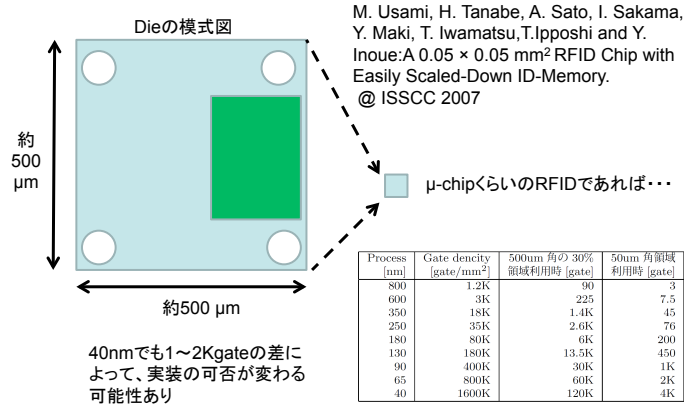 Dieの模式図
M. Usami, H. Tanabe, A. Sato, I. Sakama,
Y. Maki, T. Iwamatsu,T.Ipposhi and Y.
Inoue:A 0.05 × 0.05 mm² RFID Chip with
Easily Scaled-Down ID-Memory.
@ ISSCC 2007
約
500
µm
µ-chipくらいのRFIDであれば・・・
約500 µm
40nmでも1～2Kgateの差に
よって、実装の可否が変わる
可能性あり
Process Gate dencity 500um 角の 30% 50um 角領域
[nm] [gate/mm²] 領域利用時 [gate] 利用時 [gate]
800 1.2K 90 3
600 3K 225 7.5
350 18K 1.4K 45
250 35K 2.6K 76
180 80K 6K 200
130 180K 13.5K 450
90 400K 30K 1K
65 800K 60K 2K
40 1600K 120K 4K